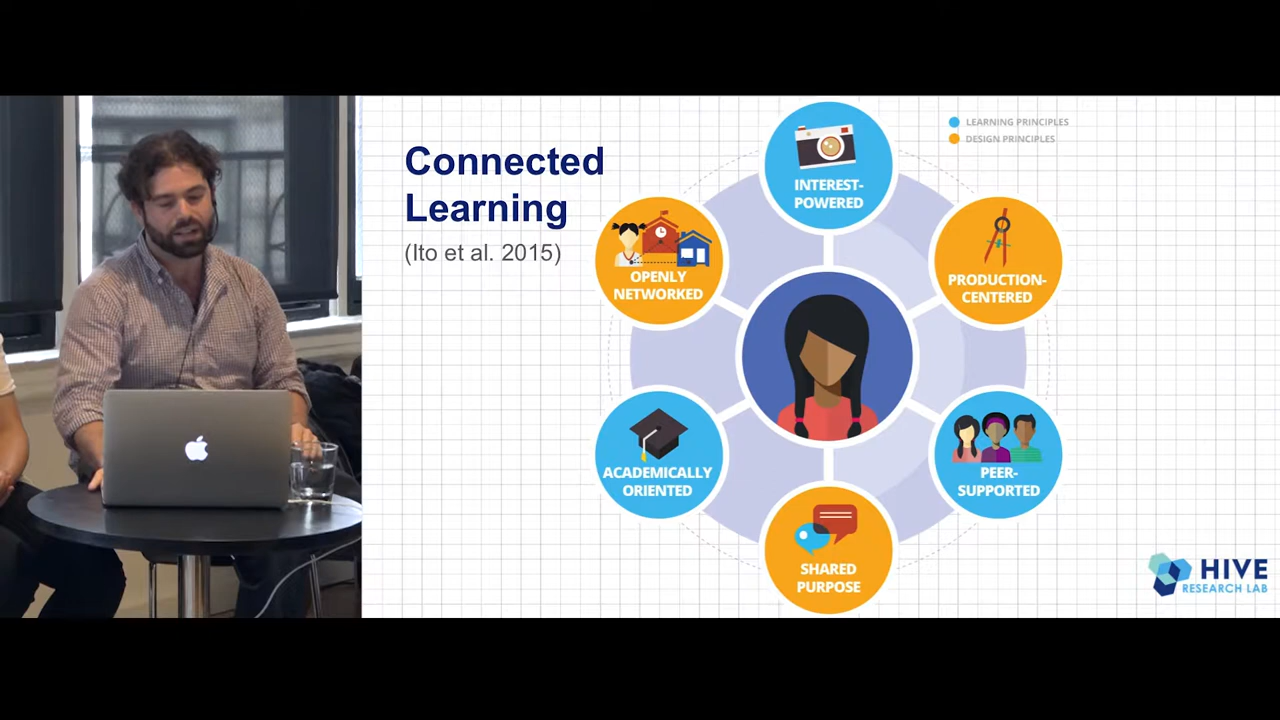 Connected
Learning
(Ito et al. 2015)
LEARNING PRINCIPLES
DESIGN PRINCIPLES
INTEREST-
POWERED
OPENLY
NETWORKED
PRODUCTION-
CENTERED
ACADEMICALLY
ORIENTED
PEER-
SUPPORTED
SHARED
PURPOSE
HIVE
RESEARCH LAB